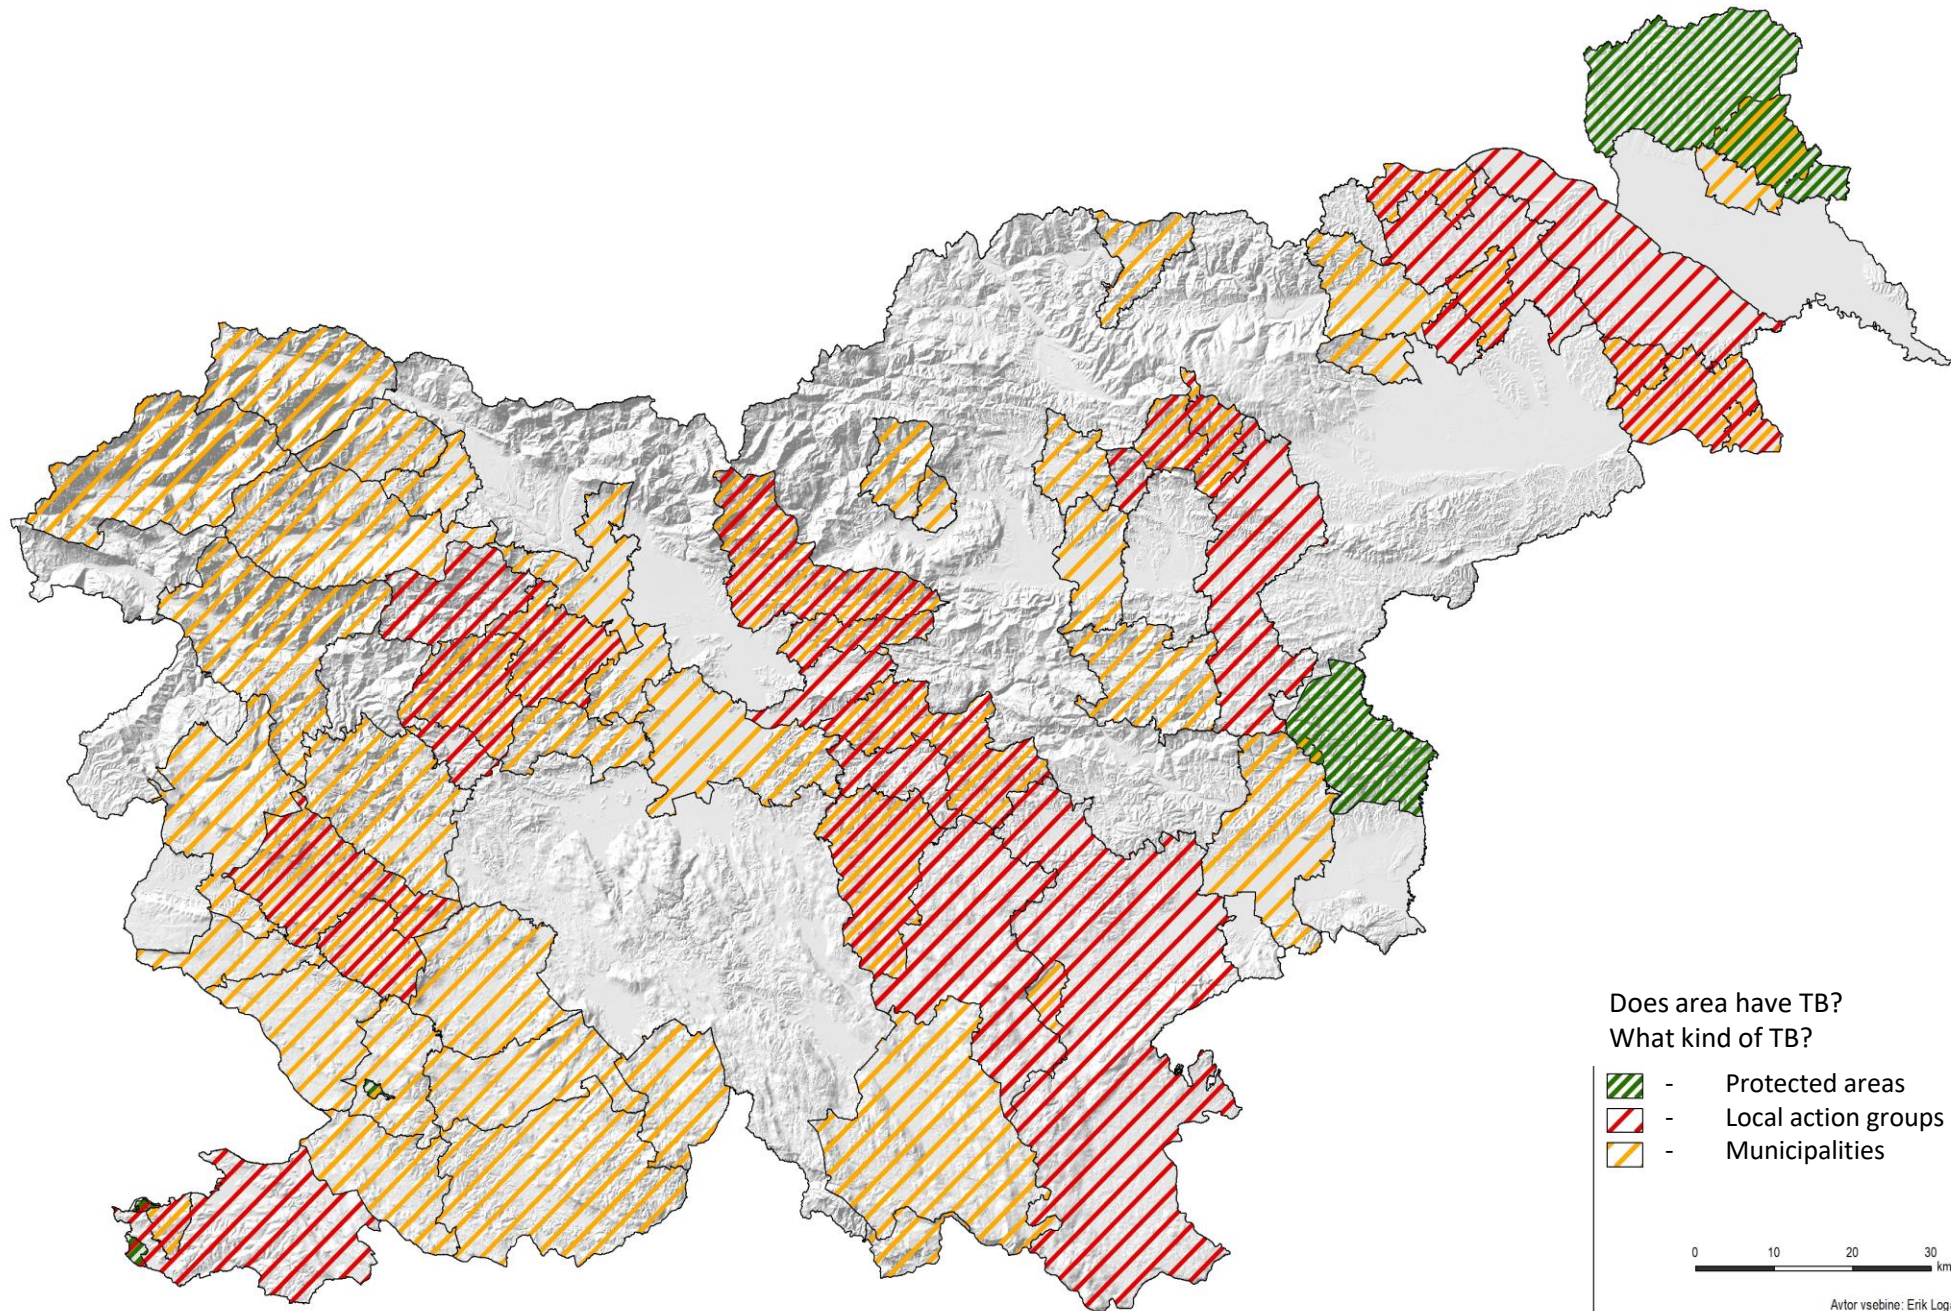 Does area have TB?
What kind of TB?
- Protected areas
- Local action groups
- Municipalities
0 10 20 30
km
Avtor vsebine: Erik Log